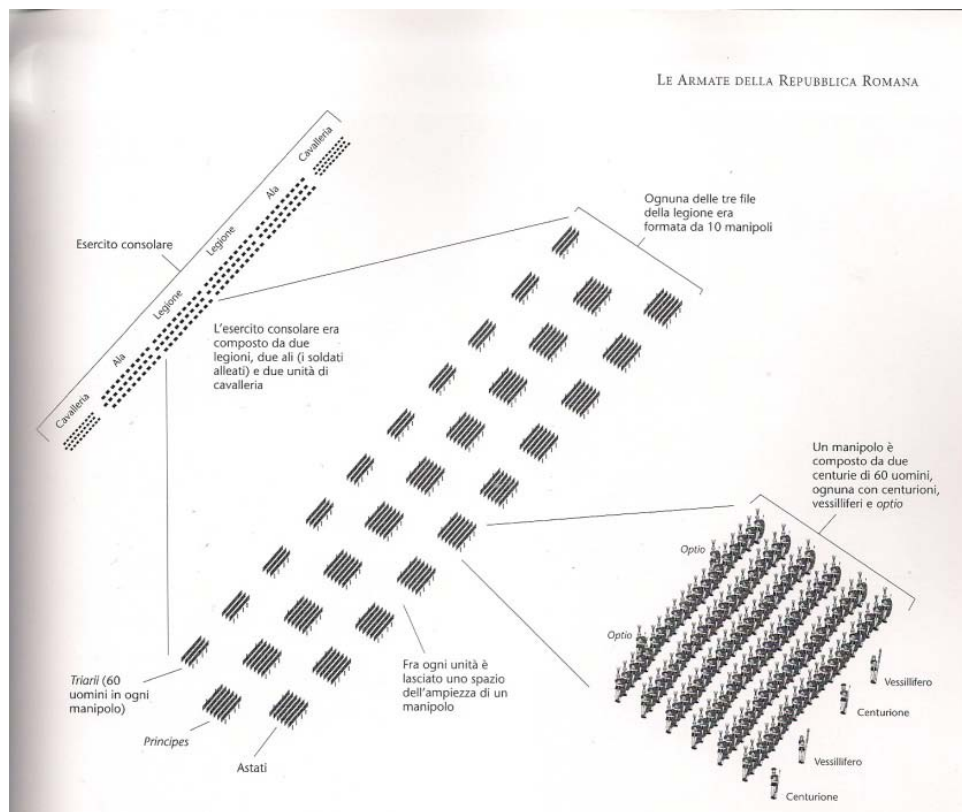 LE ARMATE DELLA REPUBBLICA ROMANA
Cavalleria
Ala
Legione
Legione
Ala
Cavalleria
Esercito consolare
Ognuna delle tre file
della legione era
formata da 10 manipoli
L'esercito consolare era
composto da due
legioni, due ali (i soldati
alleati) e due unità di
cavalleria
Un manipolo è
composto da due
centurie di 60 uomini,
ognuna con centurioni,
vessilliferi e optio
Optio
Optio
Vessillifero
Centurione
Vessillifero
Centurione
Fra ogni unità è
lasciato uno spazio
dell'ampiezza di un
manipolo
Triarii (60
uomini in ogni
manipolo)
Principes
Astati